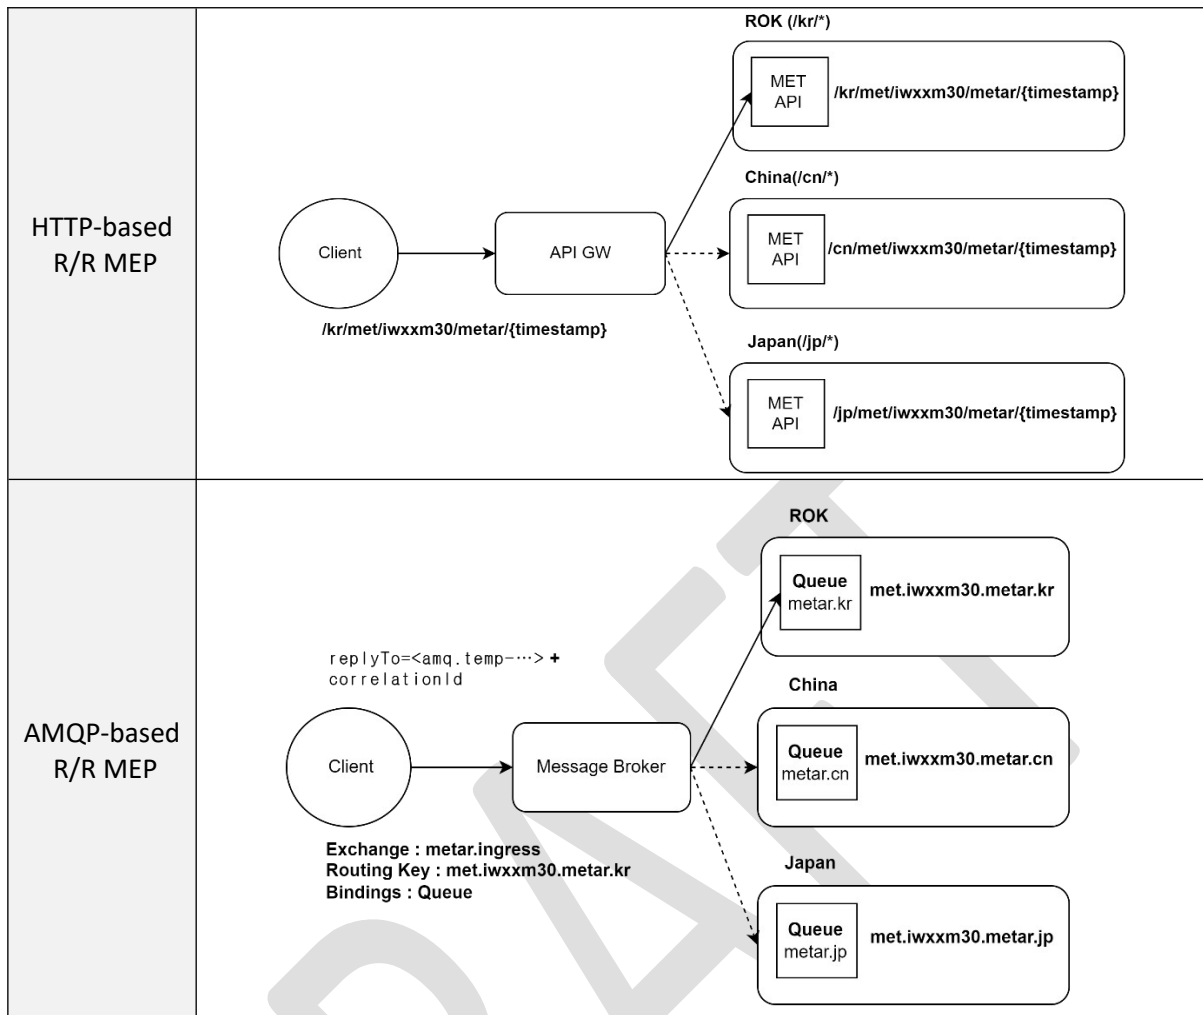 HTTP-based
R/R MEP
ROK (/kr/*)
MET
API
/kr/met/iwxxm30/metar/{timestamp}
China(/cn/*)
Client
API GW
MET
API
/cn/met/iwxxm30/metar/{timestamp}
/kr/met/iwxxm30/metar/{timestamp}
Japan(/jp/*)
MET
API
/jp/met/iwxxm30/metar/{timestamp}
AMQP-based
R/R MEP
ROK
Queue
metar.kr
met.iwxxm30.metar.kr
replyTo=<amq.temp-⋯> +
correlationId
China
Client
Message Broker
Queue
metar.cn
met.iwxxm30.metar.cn
Exchange : metar.ingress
Routing Key : met.iwxxm30.metar.kr
Bindings : Queue
Japan
Queue
metar.jp
met.iwxxm30.metar.jp
DRAFT